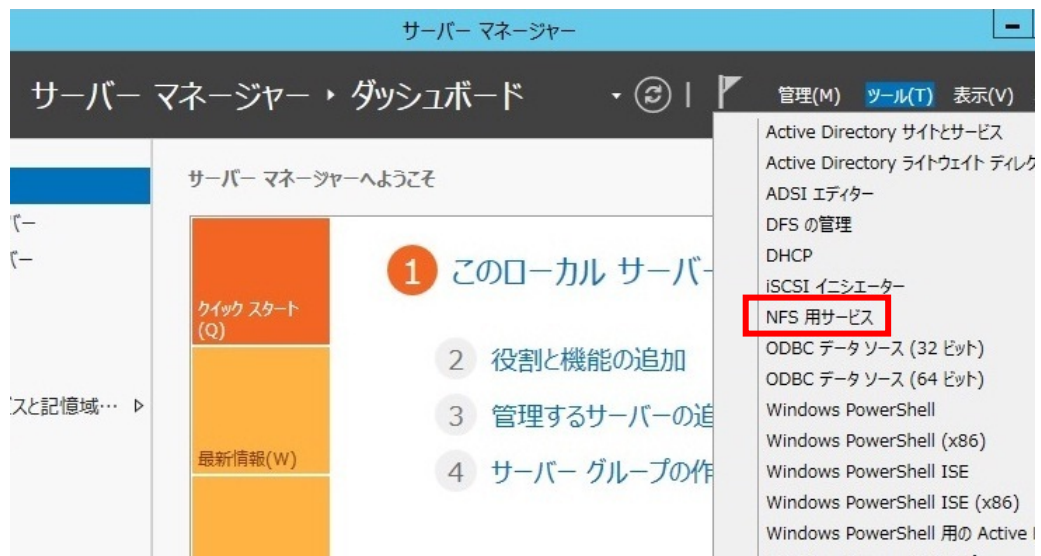 サーバー マネージャー
サーバー マネージャー ・ ダッシュボード
管理(M) ツール(T) 表示(V)
サーバー マネージャーへようこそ
バー
バー
スと記憶域…
クイック スタート
(Q)
最新情報(W)
1 このローカル サーバー
2 役割と機能の追加
3 管理するサーバーの追
4 サーバー グループの作
Active Directory サイトとサービス
Active Directory ライトウェイト ディレク
ADSI エディター
DFS の管理
DHCP
iSCSI イニシエーター
NFS 用サービス
ODBC データ ソース (32 ビット)
ODBC データ ソース (64 ビット)
Windows PowerShell
Windows PowerShell (x86)
Windows PowerShell ISE
Windows PowerShell ISE (x86)
Windows PowerShell 用の Active